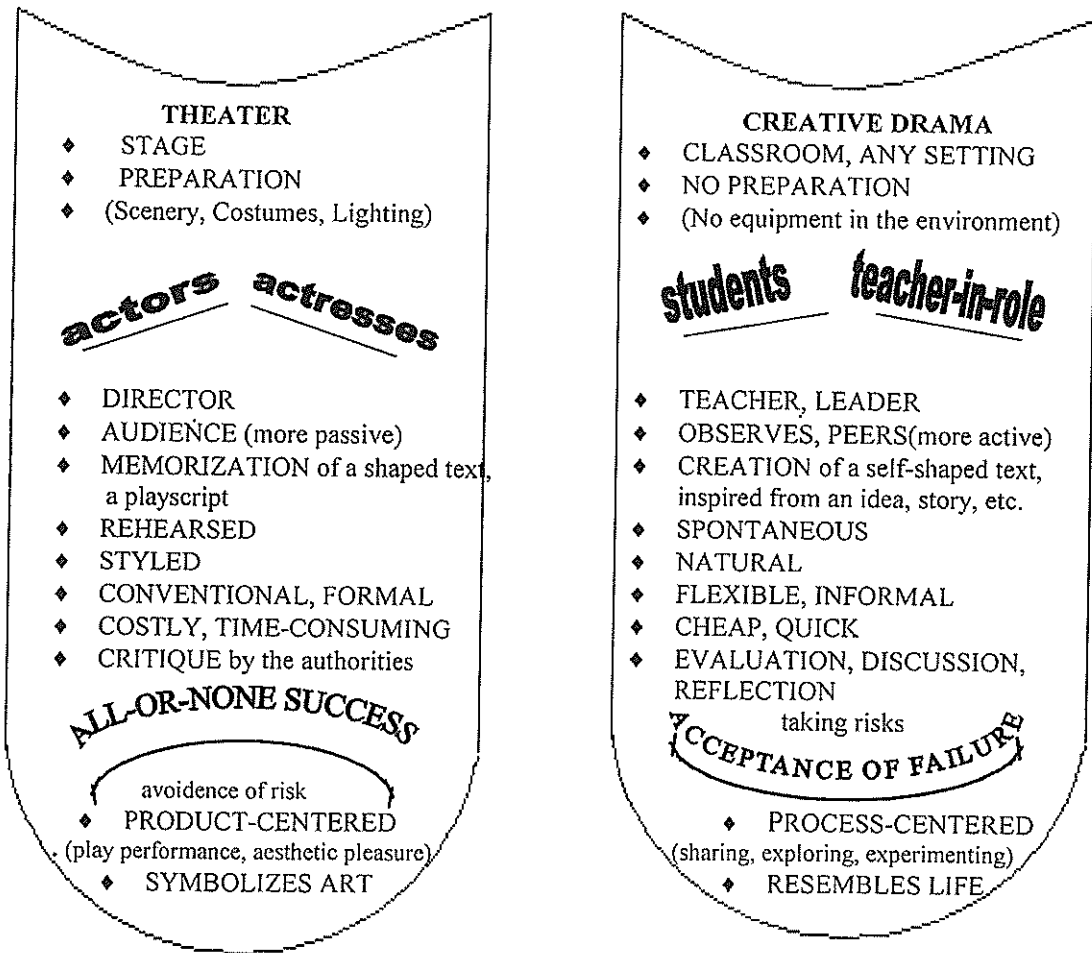 THEATER
♦ STAGE
♦ PREPARATION
♦ (Scenery, Costumes, Lighting)
actors actresses
♦ DIRECTOR
♦ AUDIENCE (more passive)
♦ MEMORIZATION of a shaped text,
a playscript
♦ REHEARSED
♦ STYLED
♦ CONVENTIONAL, FORMAL
♦ COSTLY, TIME-CONSUMING
♦ CRITIQUE by the authorities
ALL-OR-NONE SUCCESS
avoidence of risk
♦ PRODUCT-CENTERED
(play performance, aesthetic pleasure)
♦ SYMBOLIZES ART
CREATIVE DRAMA
♦ CLASSROOM, ANY SETTING
♦ NO PREPARATION
♦ (No equipment in the environment)
students teacher-in-role
♦ TEACHER, LEADER
♦ OBSERVES, PEERS(more active)
♦ CREATION of a self-shaped text,
inspired from an idea, story, etc.
♦ SPONTANEOUS
♦ NATURAL
♦ FLEXIBLE, INFORMAL
♦ CHEAP, QUICK
♦ EVALUATION, DISCUSSION,
REFLECTION
taking risks
ACCEPTANCE OF FAILURE
♦ PROCESS-CENTERED
(sharing, exploring, experimenting)
♦ RESEMBLES LIFE